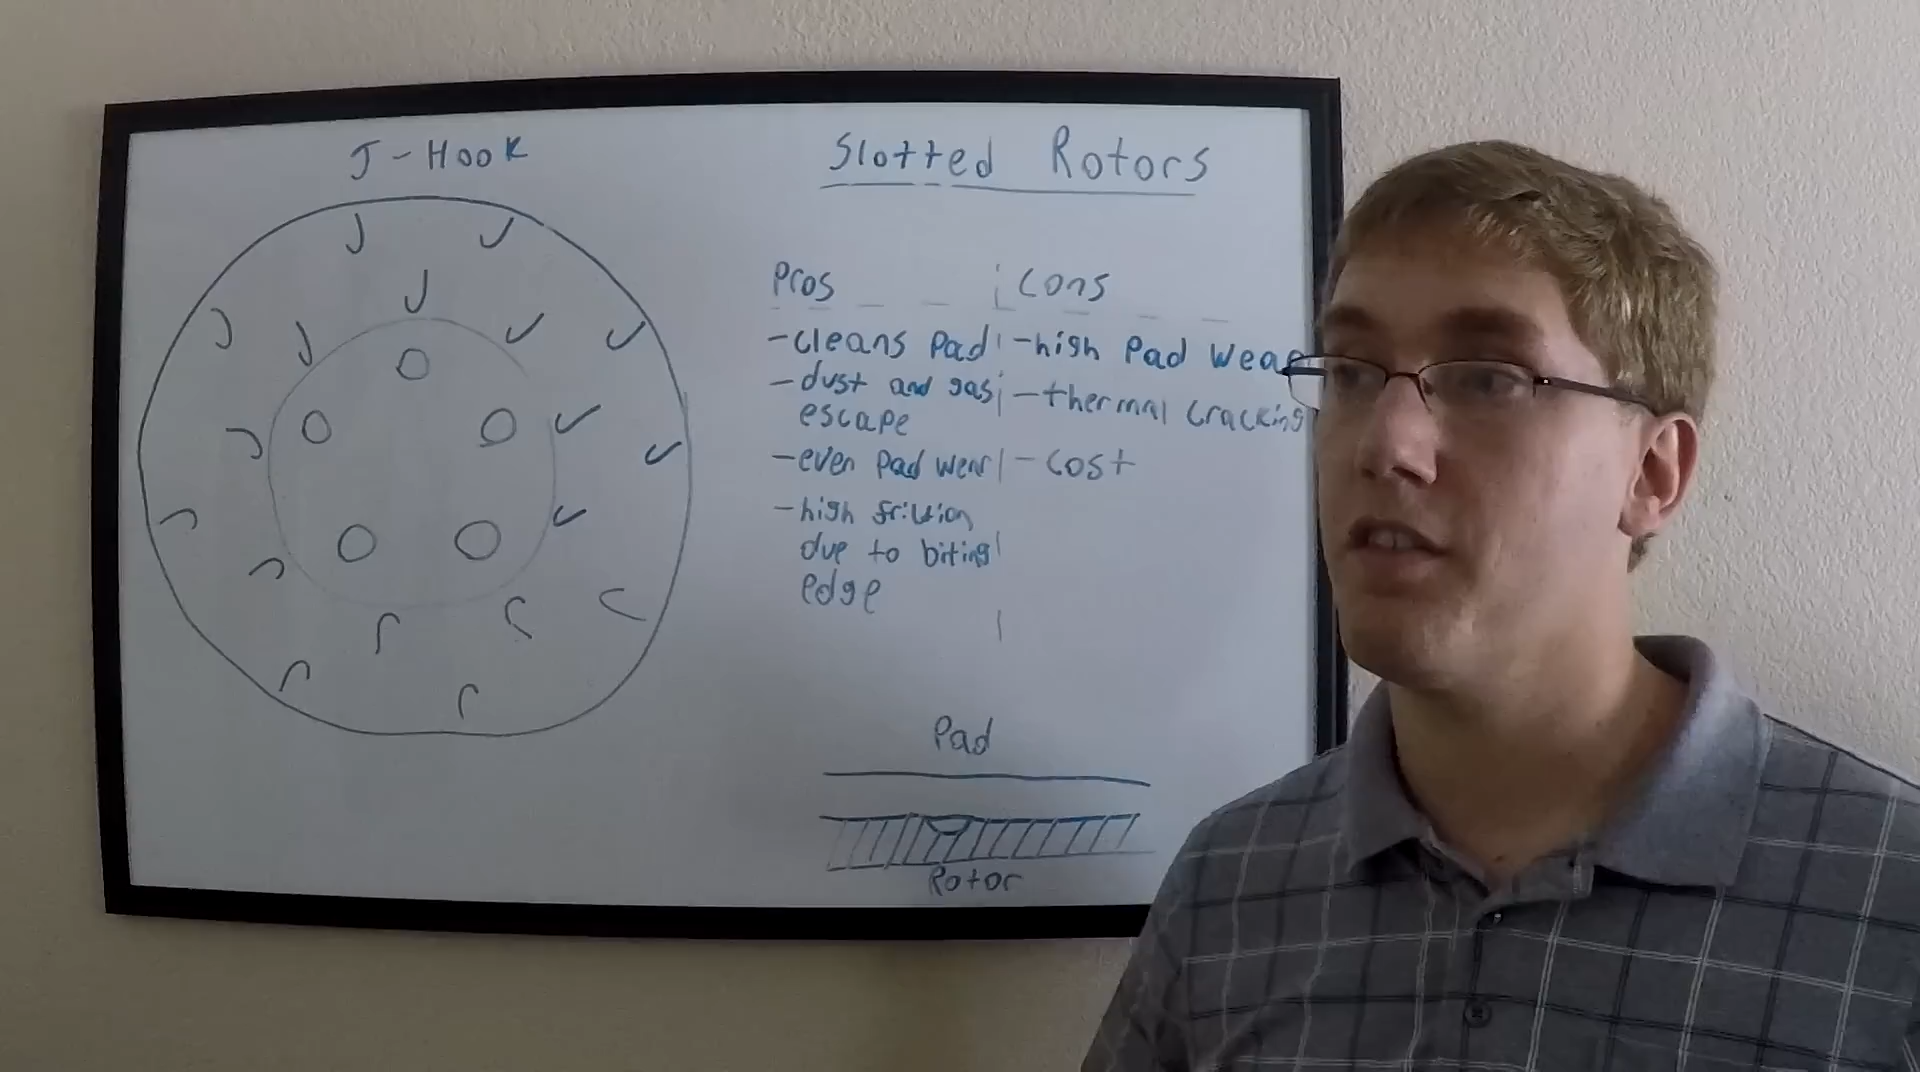 J-Hook
Slotted Rotors
Pros
-cleans Pad
-dust and gas
escape
-even Pad wear
-high friction
due to biting
edge
Cons
-high Pad wear
-thermal cracking
-cost
Pad
Rotor